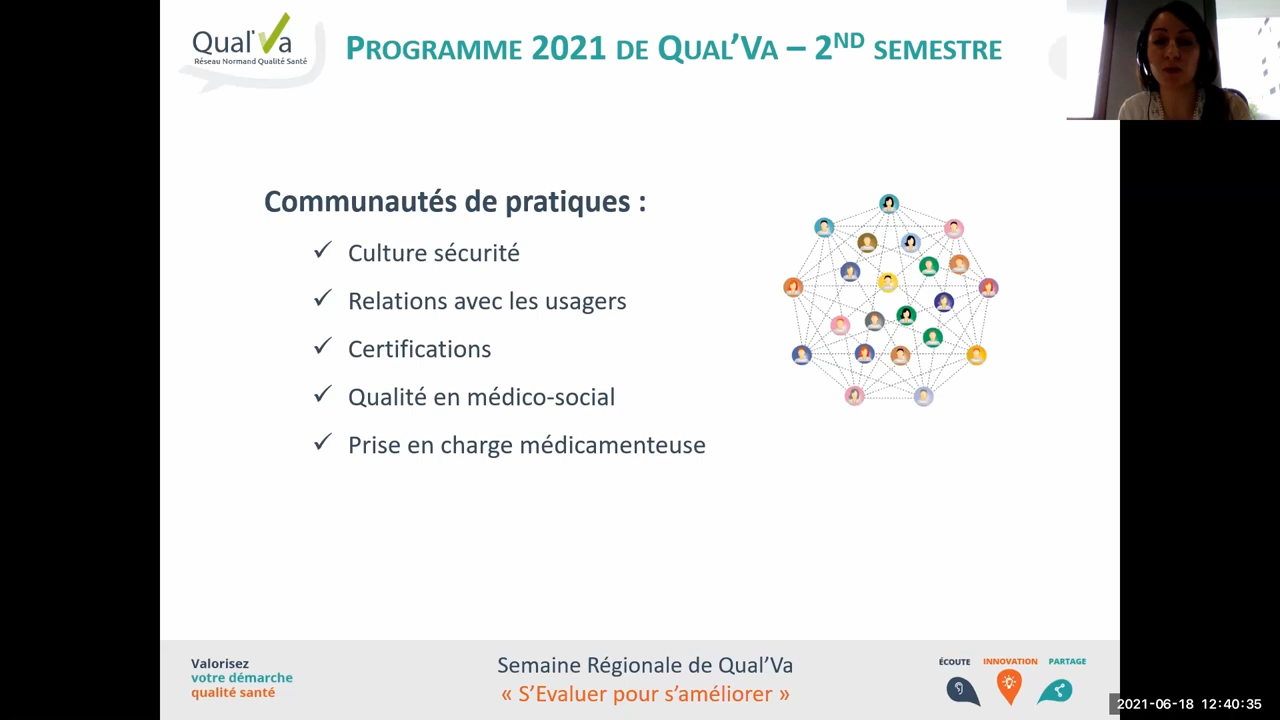 Qual'Va
Réseau Normand Qualité Santé
PROGRAMME 2021 DE QUAL'VA – 2ND SEMESTRE
Communautés de pratiques :
✓ Culture sécurité
✓ Relations avec les usagers
✓ Certifications
✓ Qualité en médico-social
✓ Prise en charge médicamenteuse
Valorisez
votre démarche
qualité santé
Semaine Régionale de Qual'Va
« S'Evaluer pour s'améliorer »
ÉCOUTE INNOVATION PARTAGE
2021-06-18 12:40:35